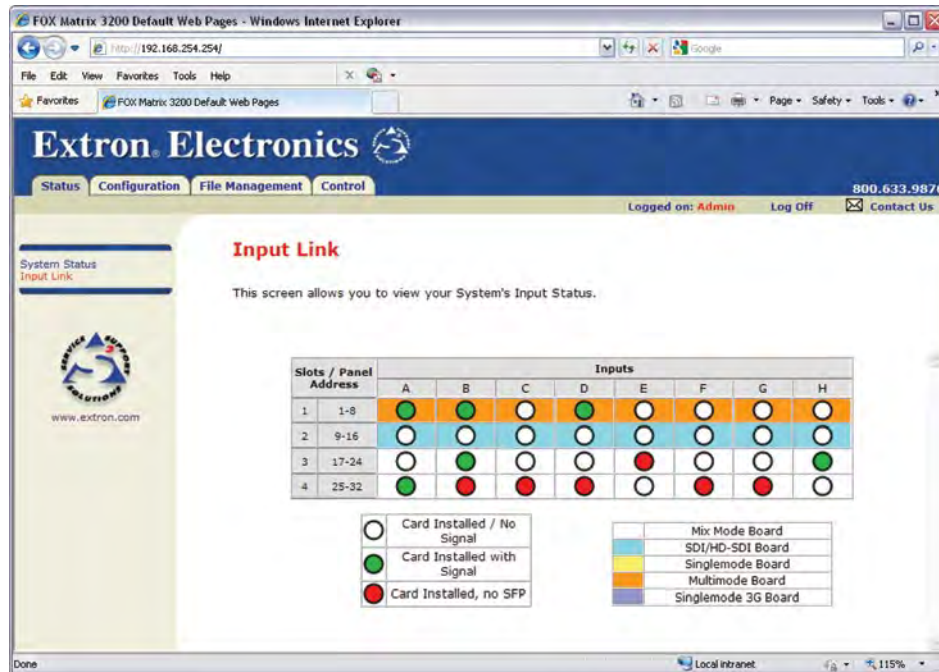 FOX Matrix 3200 Default Web Pages - Windows Internet Explorer
http://192.168.254.254/
Google
File Edit View Favorites Tools Help
Favorites FOX Matrix 3200 Default Web Pages
Page Safety Tools
Extron® Electronics
Status Configuration File Management Control
800.633.987
Logged on: Admin Log Off Contact Us
System Status
Input Link
SERVICE SUPPORT SOLUTIONS
3
www.extron.com
Input Link
This screen allows you to view your System's Input Status.
Slots / Panel Address Inputs
A B C D E F G H
1 1-8
2 9-16
3 17-24
4 25-32
Card Installed / No Signal
Card Installed with Signal
Card Installed, no SFP
Mix Mode Board
SDI/HD-SDI Board
Singlemode Board
Multimode Board
Singlemode 3G Board
Done Local intranet 115%